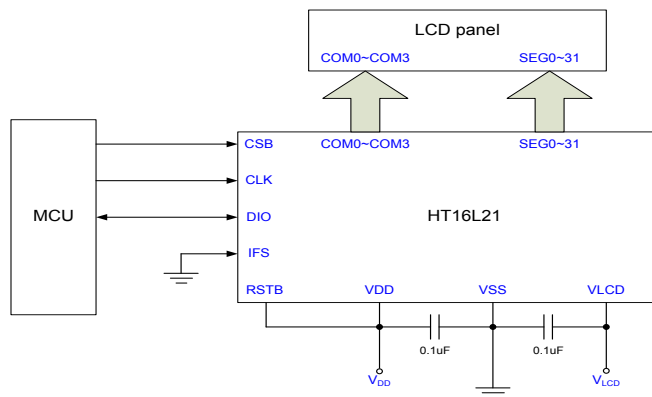 LCD panel
COM0~COM3 SEG0~31
CSB COM0~COM3 SEG0~31
CLK
MCU DIO HT16L21
IFS
RSTB VDD VSS VLCD
0.1uF 0.1uF
VDD VLCD